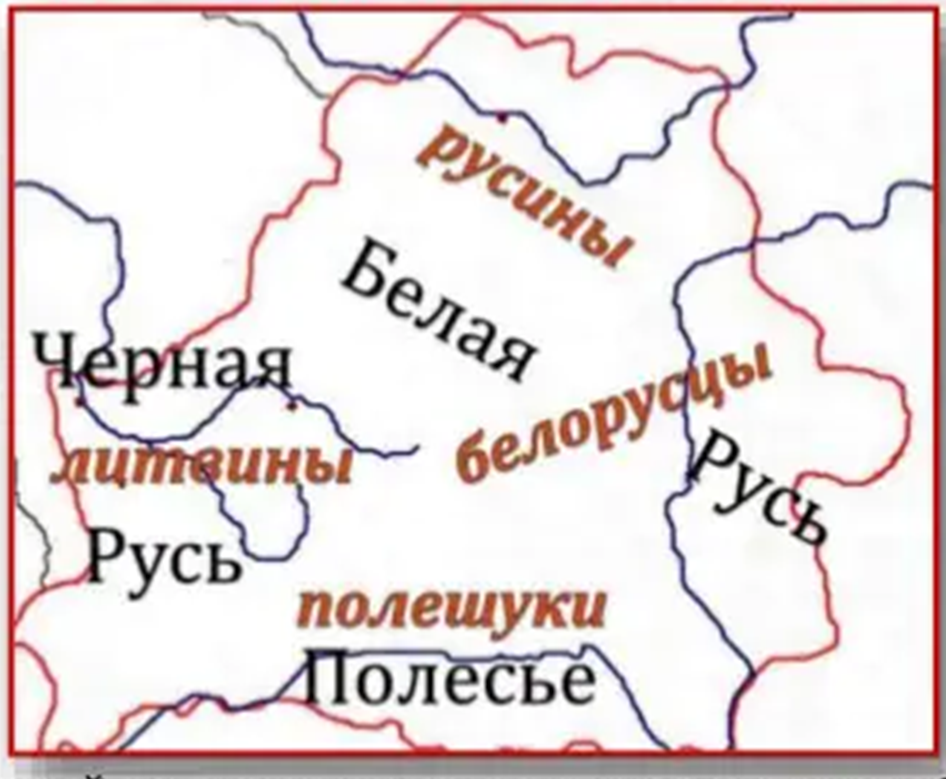 русины
Белая
Черная
белорусцы
литвины
Русь
Русь
полешуки
Полесье